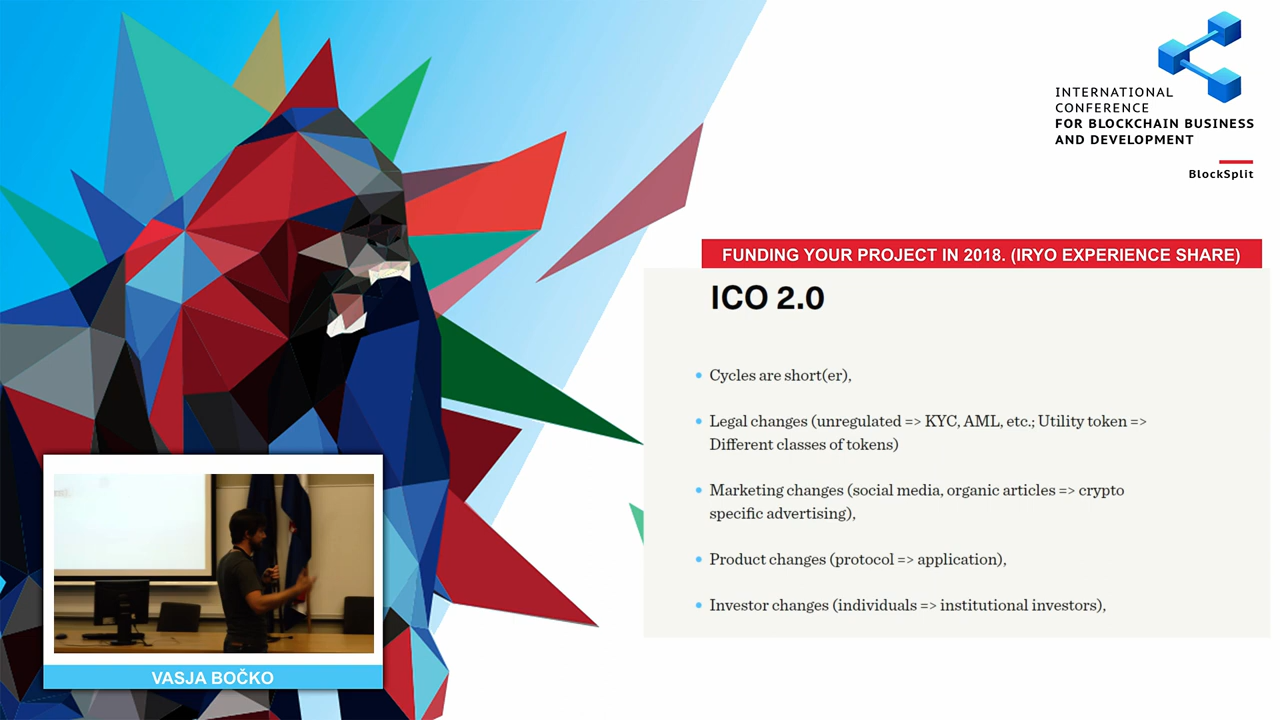 INTERNATIONAL
CONFERENCE
FOR BLOCKCHAIN BUSINESS
AND DEVELOPMENT
BlockSplit
FUNDING YOUR PROJECT IN 2018. (IRYO EXPERIENCE SHARE)
ICO 2.0
• Cycles are short(er),
• Legal changes (unregulated => KYC, AML, etc.; Utility token =>
Different classes of tokens)
• Marketing changes (social media, organic articles => crypto
specific advertising),
• Product changes (protocol => application),
• Investor changes (individuals => institutional investors),
VASJA BOČKO